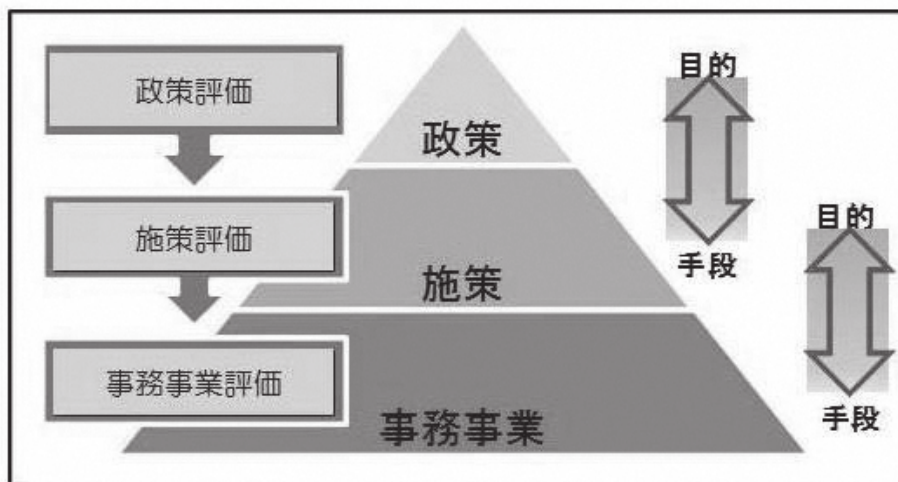 政策評価
施策評価
事務事業評価
政策
施策
事務事業
目的
手段
目的
手段